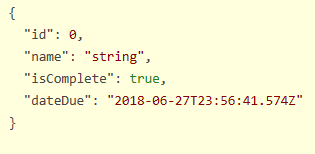 {
  "id": 0,
  "name": "string",
  "isComplete": true,
  "dateDue": "2018-06-27T23:56:41.574Z"
}